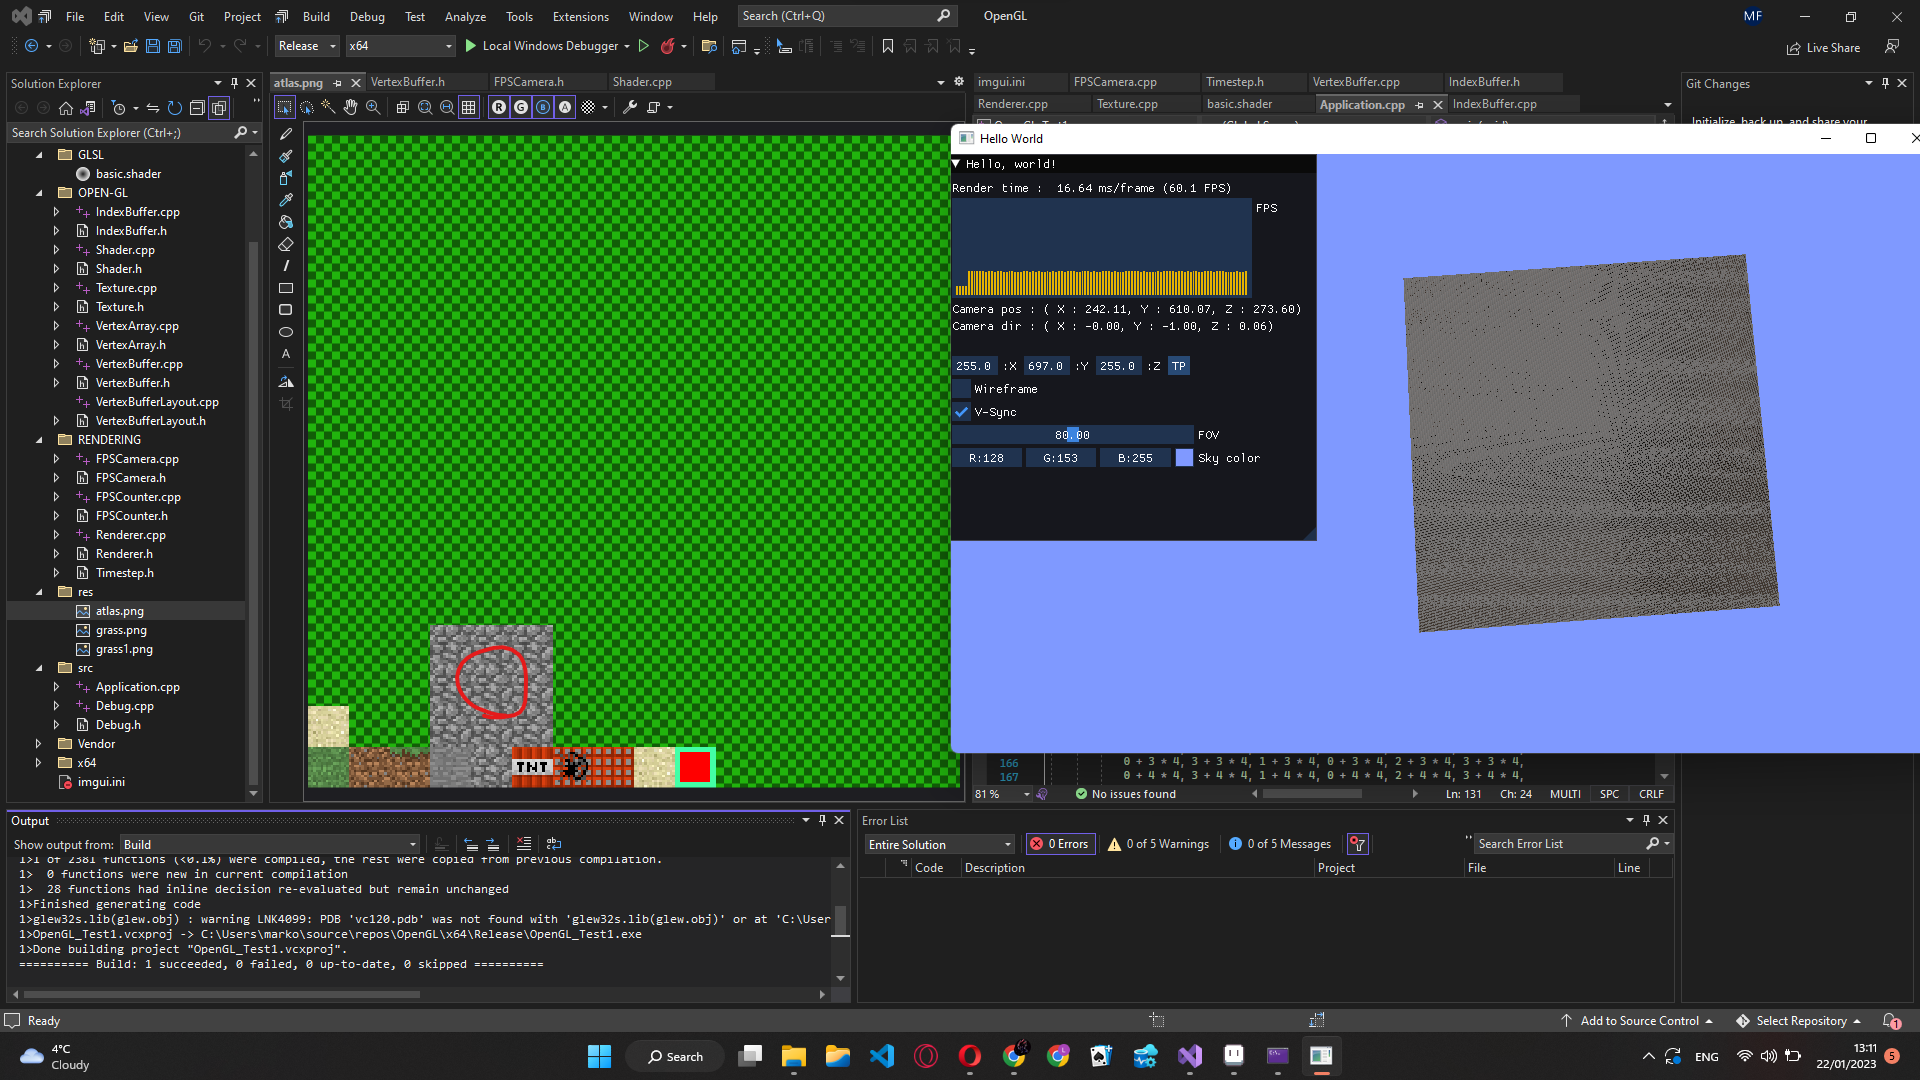 File Edit View Git Project Build Debug Test Analyze Tools Extensions Window Help Search (Ctrl+Q) OpenGL MF
Release x64 Local Windows Debugger Live Share
Solution Explorer
Search Solution Explorer (Ctrl+;)
GLSL
basic.shader
OPEN-GL
IndexBuffer.cpp
IndexBuffer.h
Shader.cpp
Shader.h
Texture.cpp
Texture.h
VertexArray.cpp
VertexArray.h
VertexBuffer.cpp
VertexBuffer.h
VertexBufferLayout.cpp
VertexBufferLayout.h
RENDERING
FPSCamera.cpp
FPSCamera.h
FPSCounter.cpp
FPSCounter.h
Renderer.cpp
Renderer.h
Timestep.h
res
atlas.png
grass.png
grass1.png
src
Application.cpp
Debug.cpp
Debug.h
Vendor
x64
imgui.ini
atlas.png VertexBuffer.h FPSCamera.h Shader.cpp
R G B A
A
TNT
imgui.ini FPSCamera.cpp Timestep.h VertexBuffer.cpp IndexBuffer.h
Renderer.cpp Texture.cpp basic.shader Application.cpp IndexBuffer.cpp
Git Changes
Hello World
Hello, world!
Render time : 16.64 ms/frame (60.1 FPS)
FPS
Camera pos : ( X : 242.11, Y : 610.07, Z : 273.60)
Camera dir : ( X : -0.00, Y : -1.00, Z : 0.06)
255.0 :X 697.0 :Y 255.0 :Z TP
Wireframe
V-Sync
80.00 FOV
R:128 G:153 B:255 Sky color
166 0 + 3 * 4, 3 + 3 * 4, 1 + 3 * 4, 0 + 3 * 4, 2 + 3 * 4, 3 + 3 * 4,
167 0 + 4 * 4, 3 + 4 * 4, 1 + 4 * 4, 0 + 4 * 4, 2 + 4 * 4, 3 + 4 * 4,
81 % No issues found Ln: 131 Ch: 24 MULTI SPC CRLF
Output
Show output from: Build
1>1 of 2381 functions (<0.1%) were compiled, the rest were copied from previous compilation.
1> 0 functions were new in current compilation
1> 28 functions had inline decision re-evaluated but remain unchanged
1>Finished generating code
1>glew32s.lib(glew.obj) : warning LNK4099: PDB 'vc120.pdb' was not found with 'glew32s.lib(glew.obj)' or at 'C:\User
1>OpenGL_Test1.vcxproj -> C:\Users\marko\source\repos\OpenGL\x64\Release\OpenGL_Test1.exe
1>Done building project "OpenGL_Test1.vcxproj".
========== Build: 1 succeeded, 0 failed, 0 up-to-date, 0 skipped ==========
Error List
Entire Solution 0 Errors 0 of 5 Warnings 0 of 5 Messages Search Error List
Code Description Project File Line
Ready Add to Source Control Select Repository 1
4°C
Cloudy
Search
ENG
13:11
22/01/2023
5